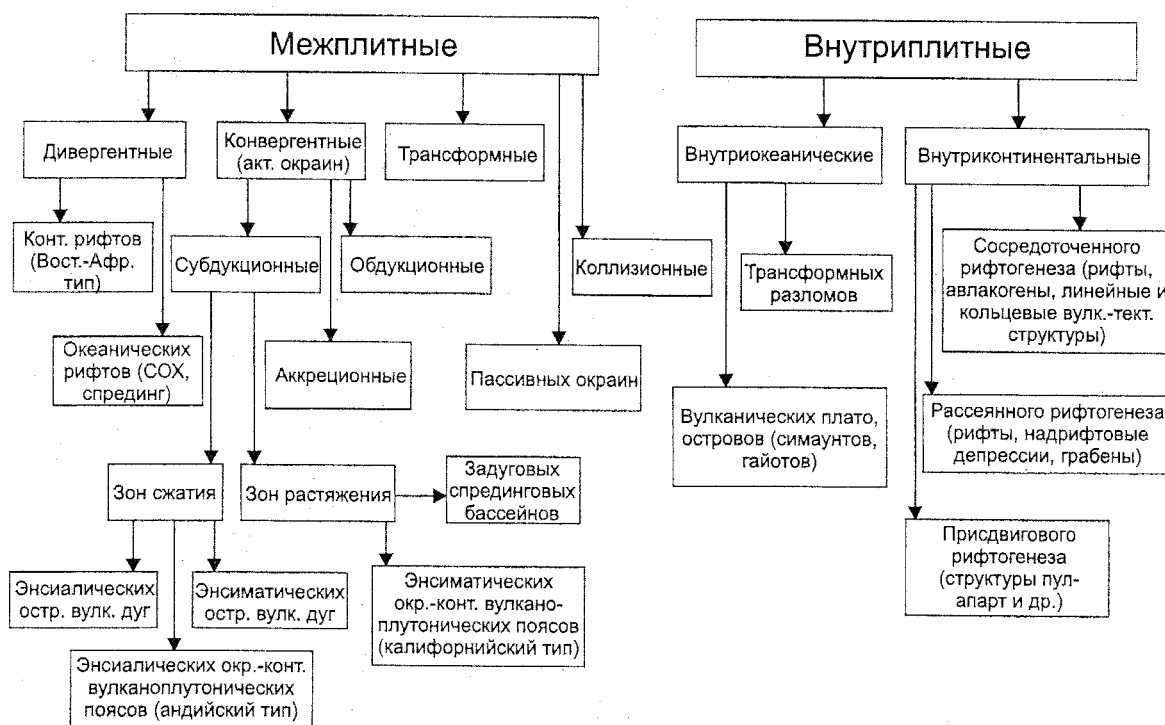 Межплитные
Внутриплитные
Дивергентные
Конвергентные
(акт. окраин)
Трансформные
Внутриокеанические
Внутриконтинентальные
Конт. рифтов
(Вост.-Афр.
тип)
Субдукционные
Обдукционные
Коллизионные
Трансформных
разломов
Сосредоточенного
рифтогенеза (рифты,
авлакогены, линейные и
кольцевые вулк.-тект.
структуры)
Океанических
рифтов (СОХ,
спрединг)
Аккреционные
Пассивных окраин
Вулканических плато,
островов (симаунтов,
гайотов)
Рассеянного рифтогенеза
(рифты, надрифтовые
депрессии, грабены)
Зон сжатия
Зон растяжения
Задуговых
спрединговых
бассейнов
Присдвигового
рифтогенеза
(структуры пул-
апарт и др.)
Энсиалических
остр. вулк. дуг
Энсиматических
остр. вулк. дуг
Энсиматических
окр.-конт. вулкано-
плутонических поясов
(калифорнийский тип)
Энсиалических окр.-конт.
вулканоплутонических
поясов (андийский тип)